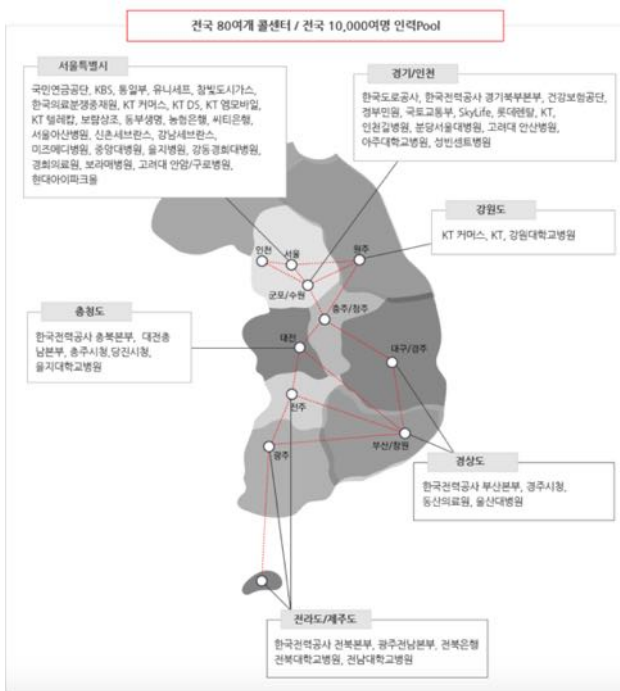 전국 80여개 콜센터 / 전국 10,000여명 인력Pool
서울특별시
국민연금공단, KBS, 통일부, 유니세프, 참빛도시가스,
한국의료분쟁중재원, KT 커머스, KT DS, KT 엠모바일,
KT 텔레캅, 보람상조, 동부생명, 농협은행, 씨티은행,
서울아산병원, 신촌세브란스, 강남세브란스,
미즈메디병원, 중앙대병원, 을지병원, 강동경희대병원,
경희의료원, 보라매병원, 고려대 안암/구로병원,
현대아이파크몰
경기/인천
한국도로공사, 한국전력공사 경기북부본부, 건강보험공단,
정부민원, 국토교통부, SkyLife, 롯데렌탈, KT,
인천길병원, 분당서울대병원, 고려대 안산병원,
아주대학교병원, 성빈센트병원
강원도
KT 커머스, KT, 강원대학교병원
인천
서울
원주
군포/수원
충주/청주
충청도
한국전력공사 충북본부, 대전충
남본부, 충주시청,당진시청,
을지대학교병원
대전
대구/경주
전주
부산/창원
광주
경상도
한국전력공사 부산본부, 경주시청,
동산의료원, 울산대병원
전라도/제주도
한국전력공사 전북본부, 광주전남본부, 전북은행
전북대학교병원, 전남대학교병원